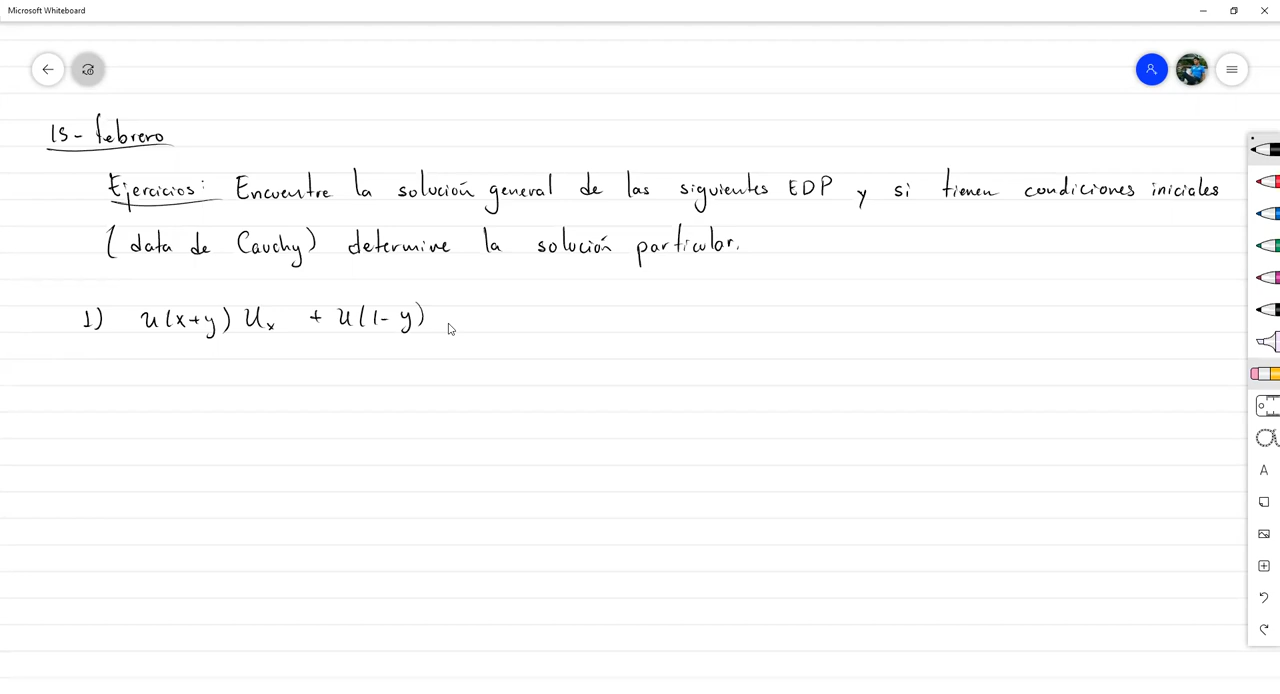 Microsoft Whiteboard
15- febrero
Ejercicios: Encuentre la solución general de las siguientes EDP y si tienen condiciones iniciales
(data de Cauchy) determine la solución particular.
1) u(x+y) Ux + u(1-y)
A